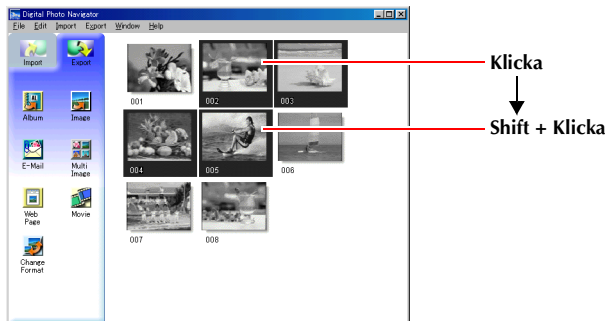 Digital Photo Navigator
File Edit Import Export Window Help
Import Export
Klicka
001 002 003
Album Image
Shift + Klicka
004 005 006
E-Mail Multi Image
Web Page Movie
007 008
Change Format